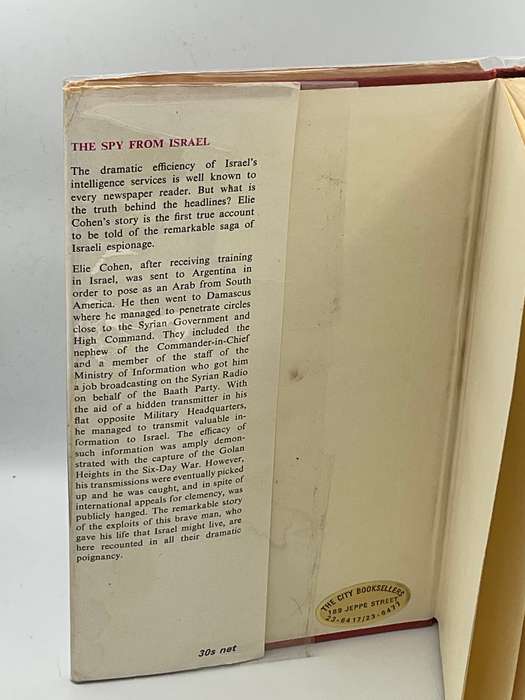 THE SPY FROM ISRAEL
The dramatic efficiency of Israel's
intelligence services is well known to
every newspaper reader. But what is
the truth behind the headlines? Elie
Cohen's story is the first true account
to be told of the remarkable saga of
Israeli espionage.
Elie Cohen, after receiving training
in Israel, was sent to Argentina in
order to pose as an Arab from South
America. He then went to Damascus
where he managed to penetrate circles
close to the Syrian Government and
High Command. They included the
nephew of the Commander-in-Chief
and a member of the staff of the
Ministry of Information who got him
a job broadcasting on the Syrian Radio
on behalf of the Baath Party. With
the aid of a hidden transmitter in his
flat opposite Military Headquarters,
he managed to transmit valuable in-
formation to Israel. The efficacy of
such information was amply demon-
strated with the capture of the Golan
Heights in the Six-Day War. However,
his transmissions were eventually picked
up and he was caught, and in spite of
international appeals for clemency, was
publicly hanged. The remarkable story
of the exploits of this brave man, who
gave his life that Israel might live, are
here recounted in all their dramatic
poignancy.
30s net
THE CITY BOOKSELLERS
189 JEPPE STREET
23-6417/23-6477